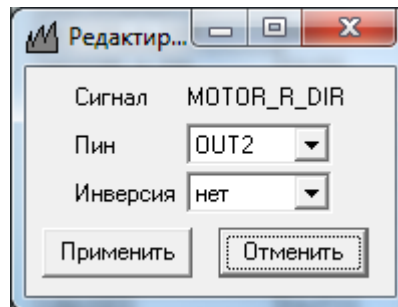 Редактир...
Сигнал MOTOR_R_DIR
Пин OUT2
Инверсия нет
Применить Отменить